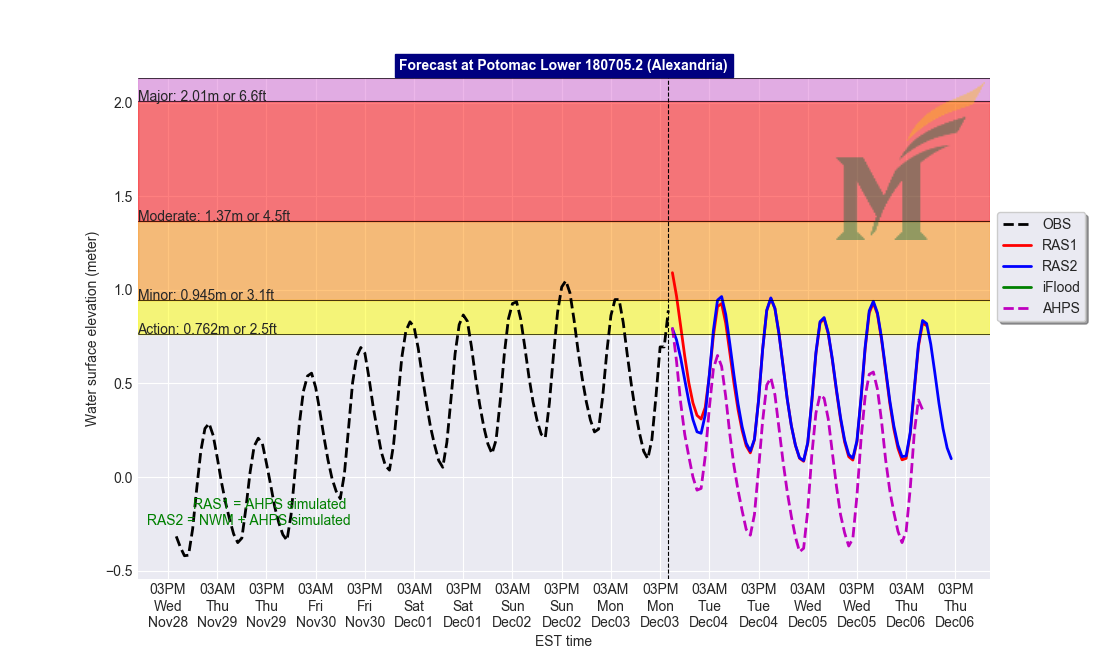 Forecast at Potomac Lower 180705.2 (Alexandria)
Major: 2.01m or 6.6ft
Moderate: 1.37m or 4.5ft
Minor: 0.945m or 3.1ft
Action: 0.762m or 2.5ft
RAS1 = AHPS simulated
RAS2 = NWM + AHPS simulated
Water surface elevation (meter)
2.0
1.5
1.0
0.5
0.0
−0.5
M
OBS
RAS1
RAS2
iFlood
AHPS
03PM 03AM 03PM 03AM 03PM 03AM 03PM 03AM 03PM 03AM 03PM 03AM 03PM 03AM 03PM 03AM 03PM
Wed Thu Thu Fri Fri Sat Sat Sun Sun Mon Mon Tue Tue Wed Wed Thu Thu
Nov28 Nov29 Nov29 Nov30 Nov30 Dec01 Dec01 Dec02 Dec02 Dec03 Dec03 Dec04 Dec04 Dec05 Dec05 Dec06 Dec06
EST time